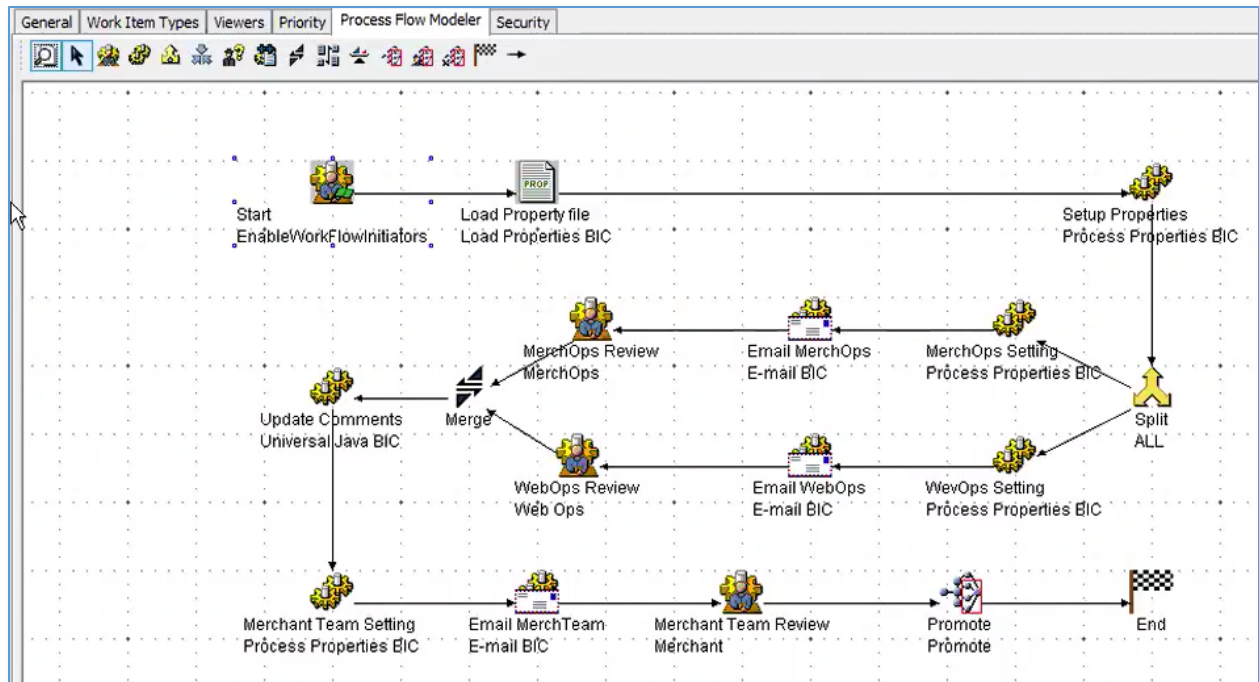 General Work Item Types Viewers Priority Process Flow Modeler Security
PROP
Start
EnableWorkFlowInitiators
Load Property file
Load Properties BIC
Setup Properties
Process Properties BIC
MerchOps Review
MerchOps
Email MerchOps
E-mail BIC
MerchOps Setting
Process Properties BIC
Update Comments
Universal Java BIC
Merge
Split
ALL
WebOps Review
Web Ops
Email WebOps
E-mail BIC
WevOps Setting
Process Properties BIC
Merchant Team Setting
Process Properties BIC
Email MerchTeam
E-mail BIC
Merchant Team Review
Merchant
Promote
Promote
End